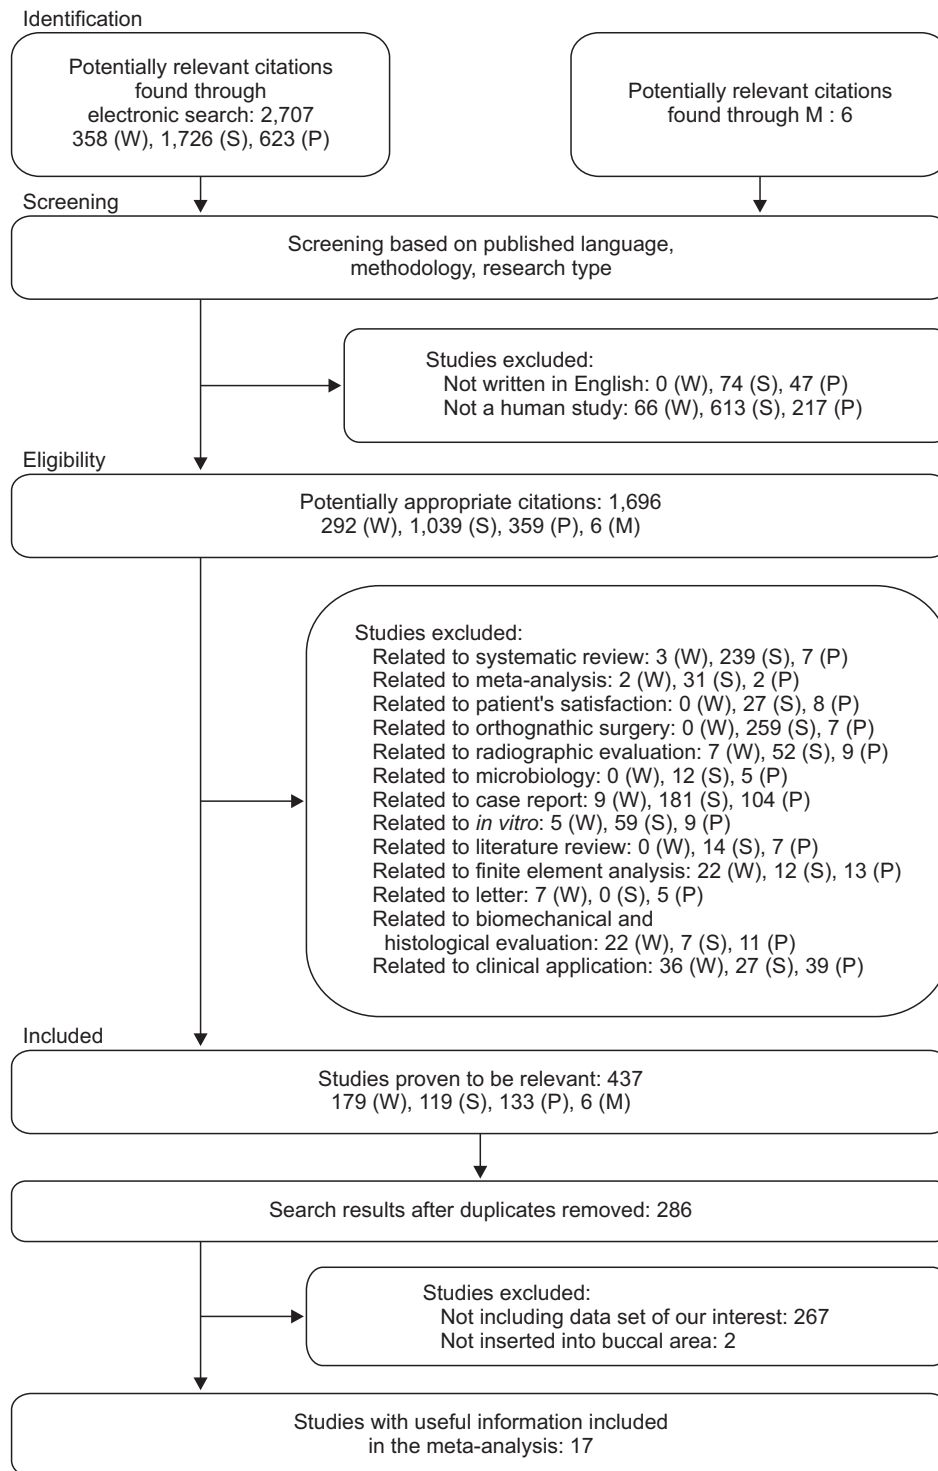 Identification
Potentially relevant citations
found through
electronic search: 2,707
358 (W), 1,726 (S), 623 (P)
Potentially relevant citations
found through M : 6
Screening
Screening based on published language,
methodology, research type
Studies excluded:
Not written in English: 0 (W), 74 (S), 47 (P)
Not a human study: 66 (W), 613 (S), 217 (P)
Eligibility
Potentially appropriate citations: 1,696
292 (W), 1,039 (S), 359 (P), 6 (M)
Studies excluded:
Related to systematic review: 3 (W), 239 (S), 7 (P)
Related to meta-analysis: 2 (W), 31 (S), 2 (P)
Related to patient's satisfaction: 0 (W), 27 (S), 8 (P)
Related to orthognathic surgery: 0 (W), 259 (S), 7 (P)
Related to radiographic evaluation: 7 (W), 52 (S), 9 (P)
Related to microbiology: 0 (W), 12 (S), 5 (P)
Related to case report: 9 (W), 181 (S), 104 (P)
Related to in vitro: 5 (W), 59 (S), 9 (P)
Related to literature review: 0 (W), 14 (S), 7 (P)
Related to finite element analysis: 22 (W), 12 (S), 13 (P)
Related to letter: 7 (W), 0 (S), 5 (P)
Related to biomechanical and
histological evaluation: 22 (W), 7 (S), 11 (P)
Related to clinical application: 36 (W), 27 (S), 39 (P)
Included
Studies proven to be relevant: 437
179 (W), 119 (S), 133 (P), 6 (M)
Search results after duplicates removed: 286
Studies excluded:
Not including data set of our interest: 267
Not inserted into buccal area: 2
Studies with useful information included
in the meta-analysis: 17